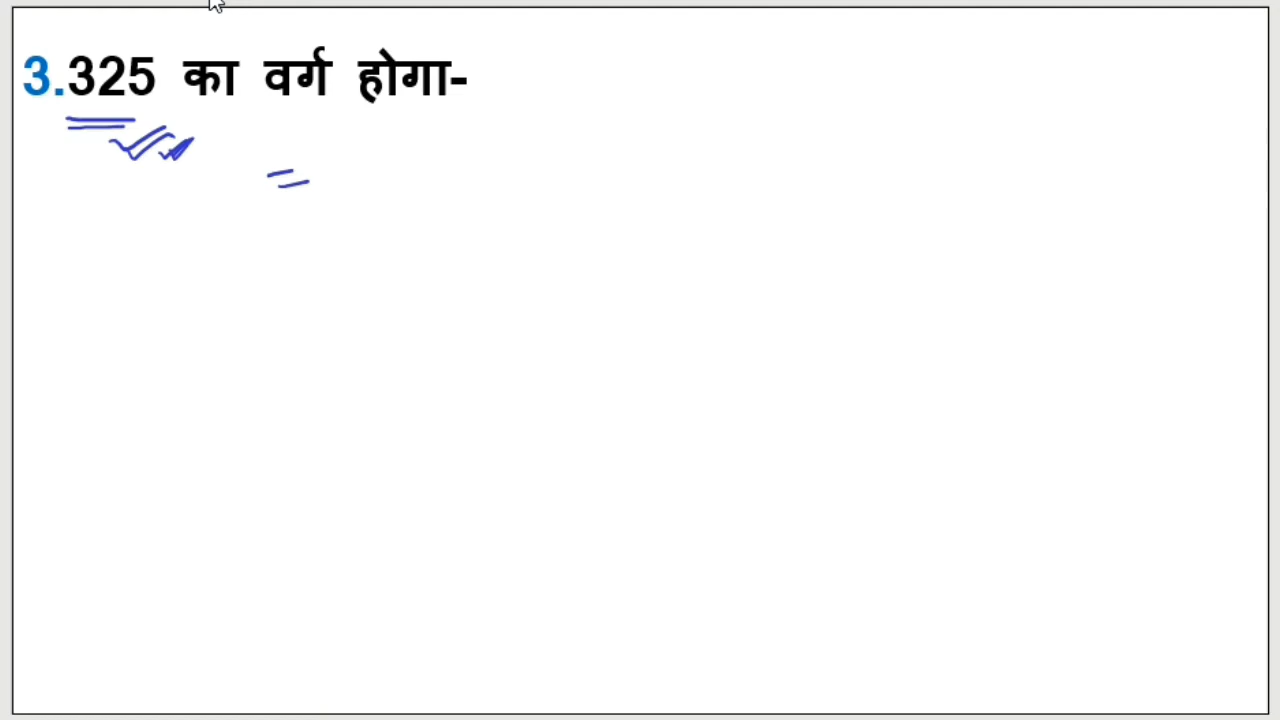 3.325 का वर्ग होगा-
=